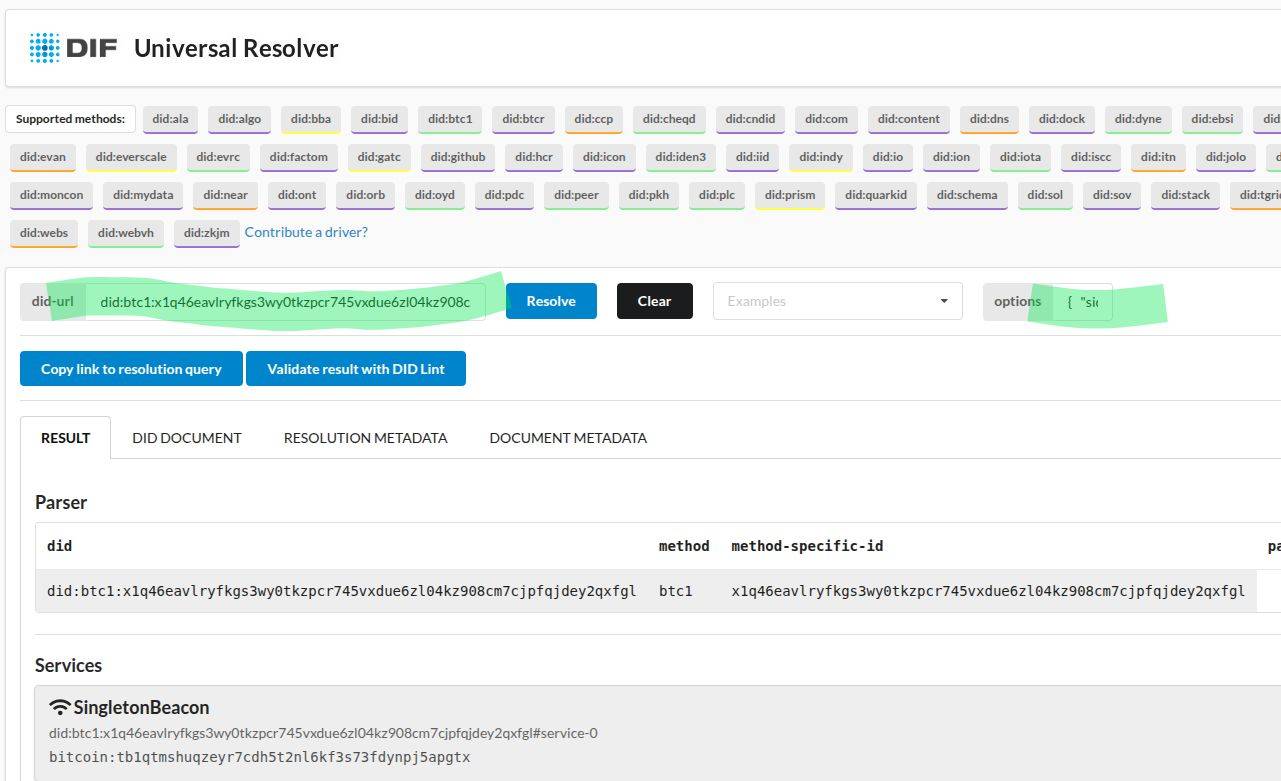 DIF Universal Resolver
Supported methods: did:ala did:algo did:bba did:bid did:btc1 did:btcr did:ccp did:cheqd did:cndid did:com did:content did:dns did:dock did:dyne did:ebsi did
did:evan did:everscale did:evrc did:factom did:gatc did:github did:hcr did:icon did:iden3 did:iid did:indy did:io did:ion did:iota did:iscc did:itn did:jolo
did:moncon did:mydata did:near did:ont did:orb did:oyd did:pdc did:peer did:pkh did:plc did:prism did:quarkid did:schema did:sol did:sov did:stack did:tgri
did:webs did:webvh did:zkjm Contribute a driver?
did-url did:btc1:x1q46eavlryfkgs3wy0tkzpcr745vxdue6zl04kz908c Resolve Clear Examples options { "sid
Copy link to resolution query Validate result with DID Lint
RESULT DID DOCUMENT RESOLUTION METADATA DOCUMENT METADATA
Parser
did method method-specific-id pa
did:btc1:x1q46eavlryfkgs3wy0tkzpcr745vxdue6zl04kz908cm7cjpfqjdey2qxfgl btc1 x1q46eavlryfkgs3wy0tkzpcr745vxdue6zl04kz908cm7cjpfqjdey2qxfgl
Services
SingletonBeacon
did:btc1:x1q46eavlryfkgs3wy0tkzpcr745vxdue6zl04kz908cm7cjpfqjdey2qxfgl#service-0
bitcoin:tb1qtmshuqzeyr7cdh5t2nl6kf3s73fdynpj5apgtx